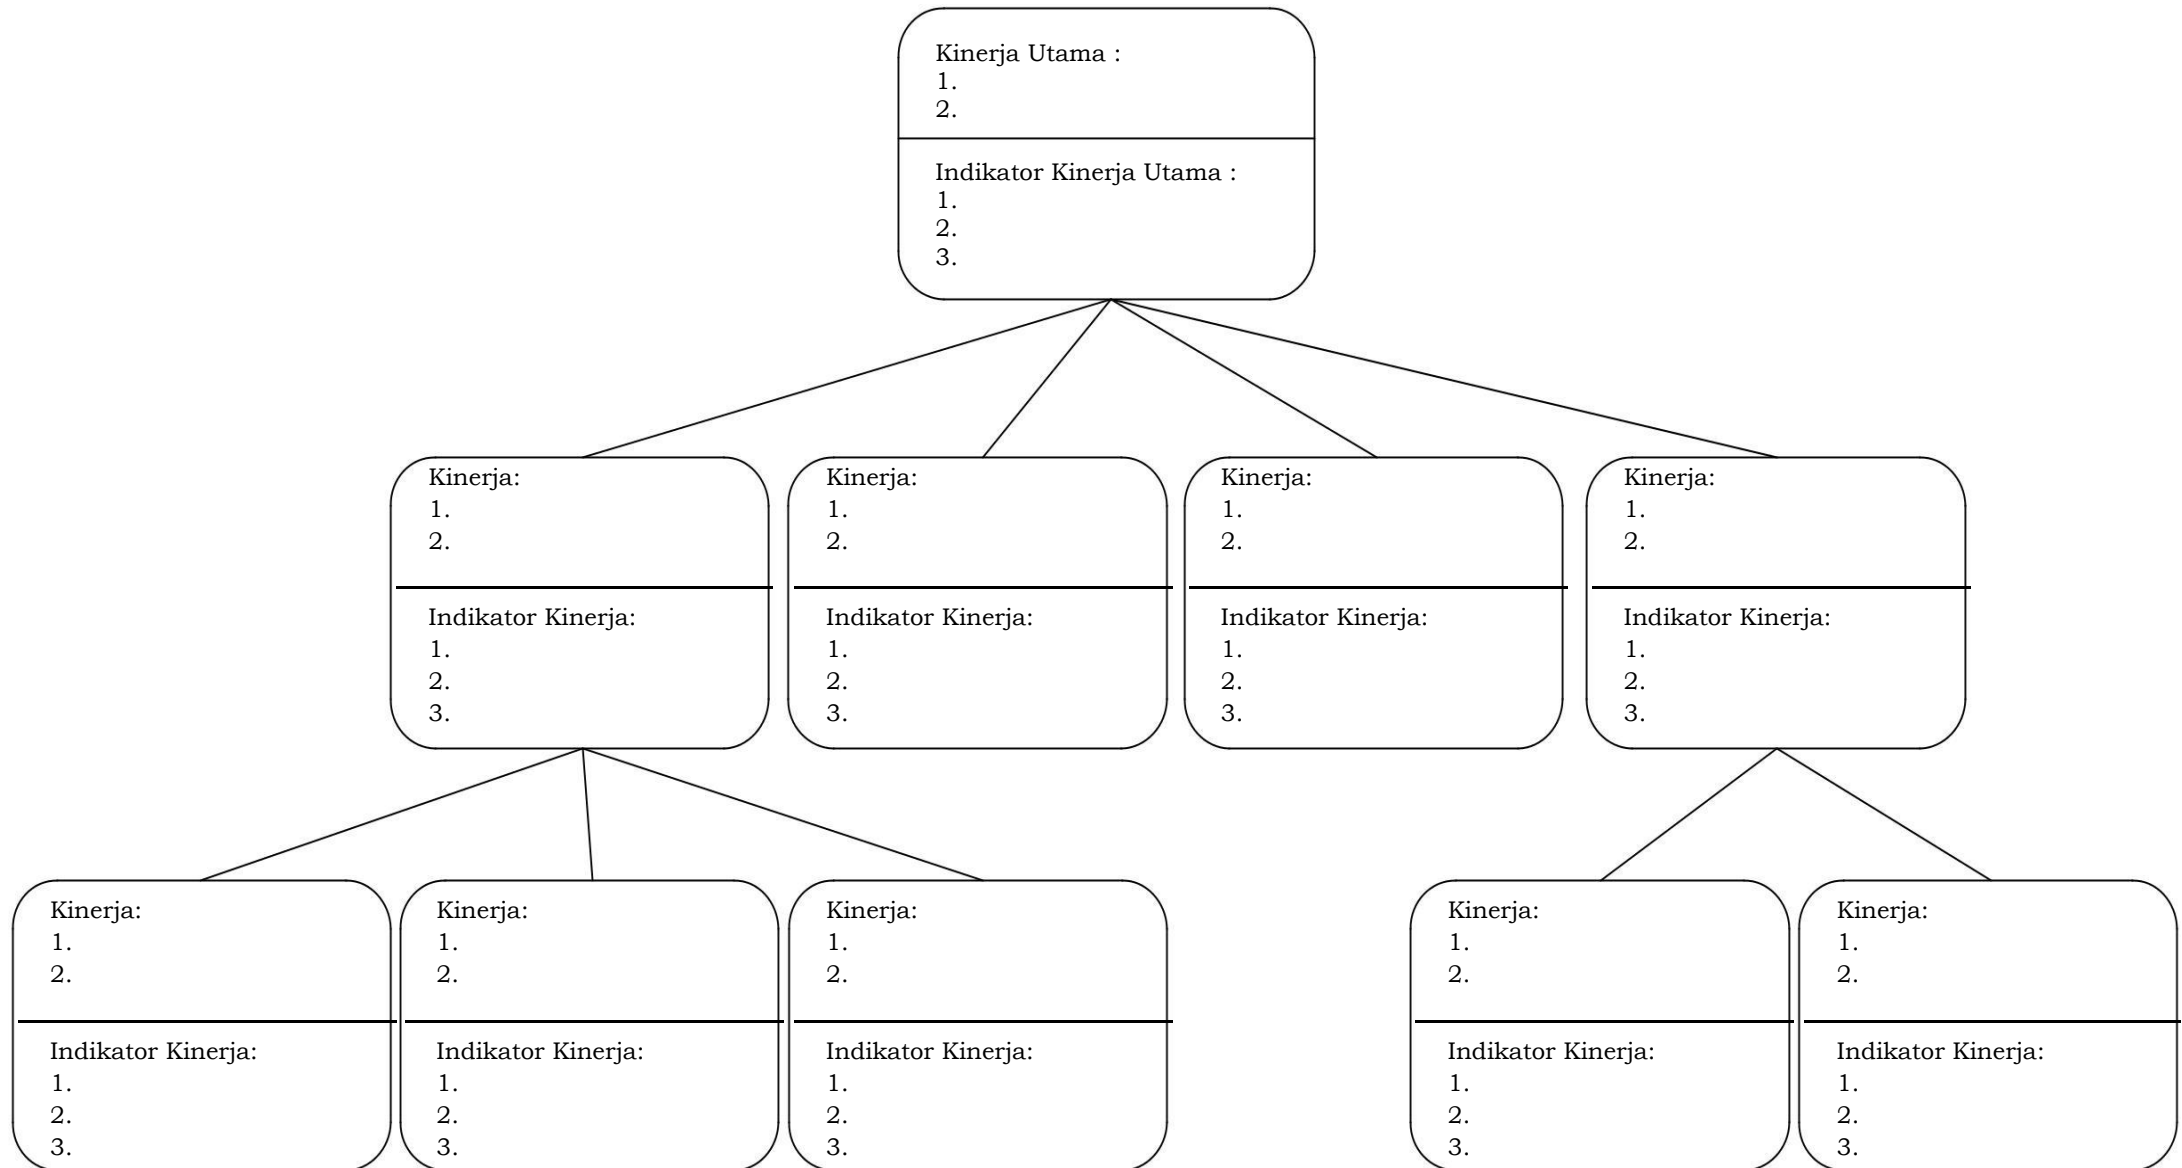 Kinerja Utama :
1.
2.
Indikator Kinerja Utama :
1.
2.
3.
Kinerja:
1.
2.
Indikator Kinerja:
1.
2.
3.
Kinerja:
1.
2.
Indikator Kinerja:
1.
2.
3.
Kinerja:
1.
2.
Indikator Kinerja:
1.
2.
3.
Kinerja:
1.
2.
Indikator Kinerja:
1.
2.
3.
Kinerja:
1.
2.
Indikator Kinerja:
1.
2.
3.
Kinerja:
1.
2.
Indikator Kinerja:
1.
2.
3.
Kinerja:
1.
2.
Indikator Kinerja:
1.
2.
3.
Kinerja:
1.
2.
Indikator Kinerja:
1.
2.
3.
Kinerja:
1.
2.
Indikator Kinerja:
1.
2.
3.